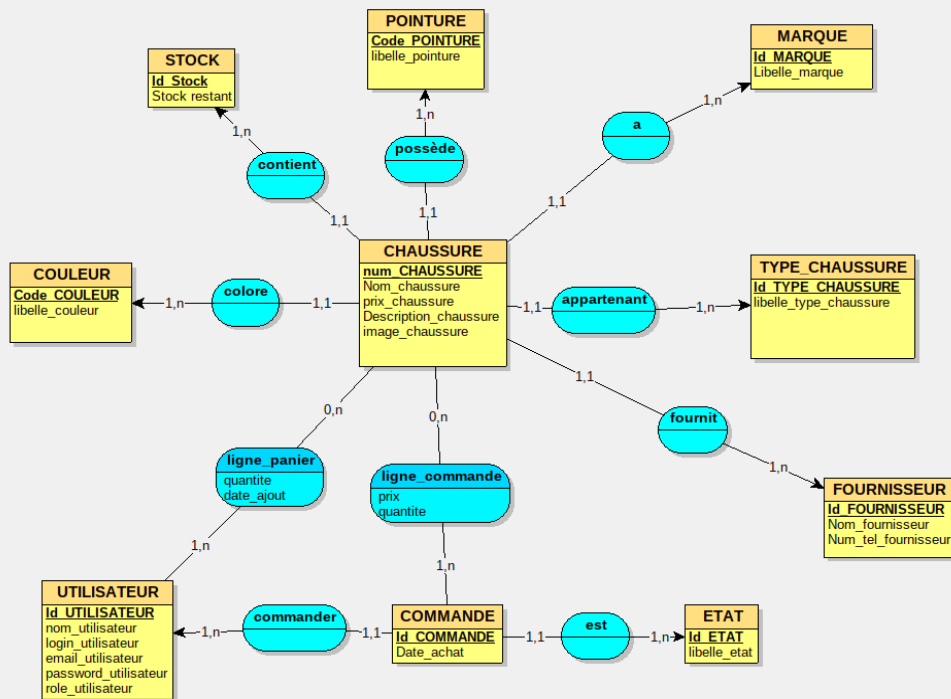 POINTURE
Code_POINTURE
libelle_pointure
MARQUE
Id_MARQUE
Libelle_marque
STOCK
Id_Stock
Stock restant
1,n
1,n
1,n
a
possède
contient
1,1
1,1
1,1
CHAUSSURE
num_CHAUSSURE
Nom_chaussure
prix_chaussure
Description_chaussure
image_chaussure
COULEUR
Code_COULEUR
libelle_couleur
1,n
colore
1,1
1,1
appartenant
1,n
TYPE_CHAUSSURE
Id_TYPE_CHAUSSURE
libelle_type_chaussure
1,1
fournit
1,n
FOURNISSEUR
Id_FOURNISSEUR
Nom_fournisseur
Num_tel_fournisseur
0,n
0,n
ligne_panier
quantite
date_ajout
ligne_commande
prix
quantite
1,n
1,n
UTILISATEUR
Id_UTILISATEUR
nom_utilisateur
login_utilisateur
email_utilisateur
password_utilisateur
role_utilisateur
1,n
commander
1,1
COMMANDE
Id_COMMANDE
Date_achat
1,1
est
1,n
ETAT
Id_ETAT
libelle_etat